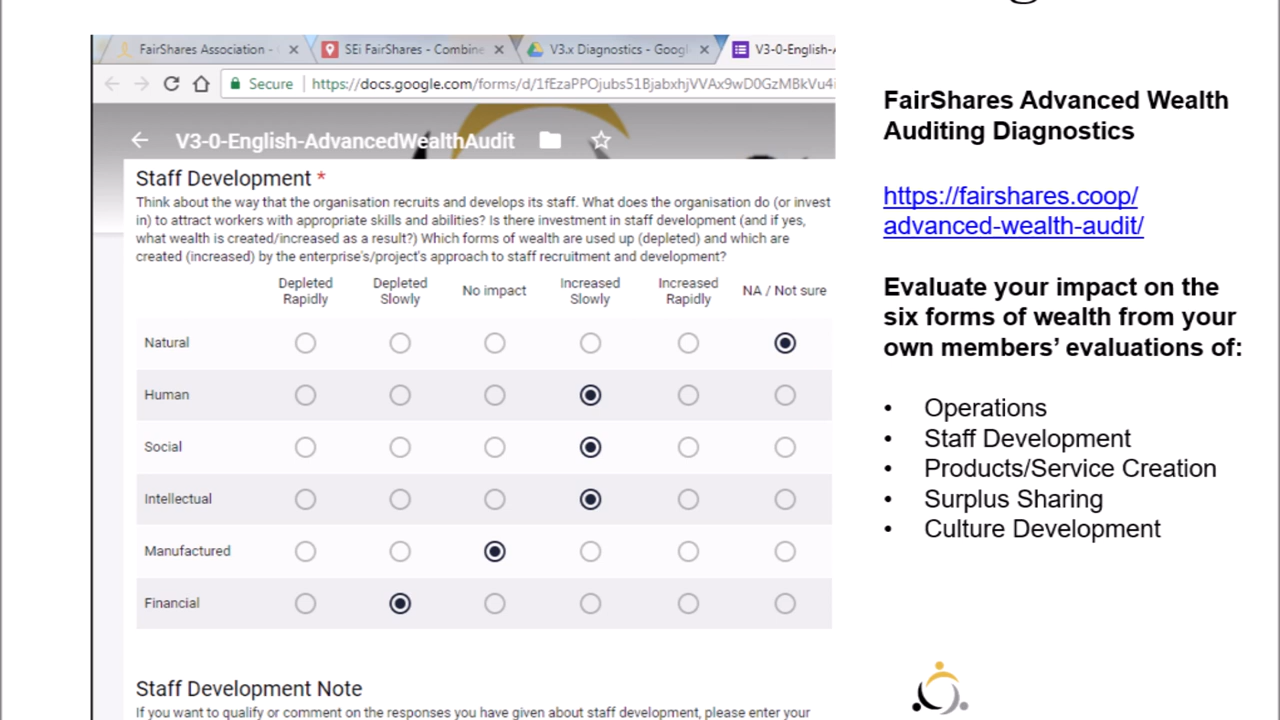 FairShares Association -
SEi FairShares - Combine
V3.x Diagnostics - Googl
V3-0-English-A
Secure
https://docs.google.com/forms/d/1fEzaPPOjubs51BjabxhjVVAx9wD0GzMBkVu4i
V3-0-English-AdvancedWealthAudit
Staff Development *
Think about the way that the organisation recruits and develops its staff. What does the organisation do (or invest
in) to attract workers with appropriate skills and abilities? Is there investment in staff development (and if yes,
what wealth is created/increased as a result?) Which forms of wealth are used up (depleted) and which are
created (increased) by the enterprise's/project's approach to staff recruitment and development?
Depleted Rapidly
Depleted Slowly
No impact
Increased Slowly
Increased Rapidly
NA / Not sure
Natural
Human
Social
Intellectual
Manufactured
Financial
Staff Development Note
If you want to qualify or comment on the responses you have given about staff development, please enter your
FairShares Advanced Wealth
Auditing Diagnostics
https://fairshares.coop/
advanced-wealth-audit/
Evaluate your impact on the
six forms of wealth from your
own members' evaluations of:
• Operations
• Staff Development
• Products/Service Creation
• Surplus Sharing
• Culture Development